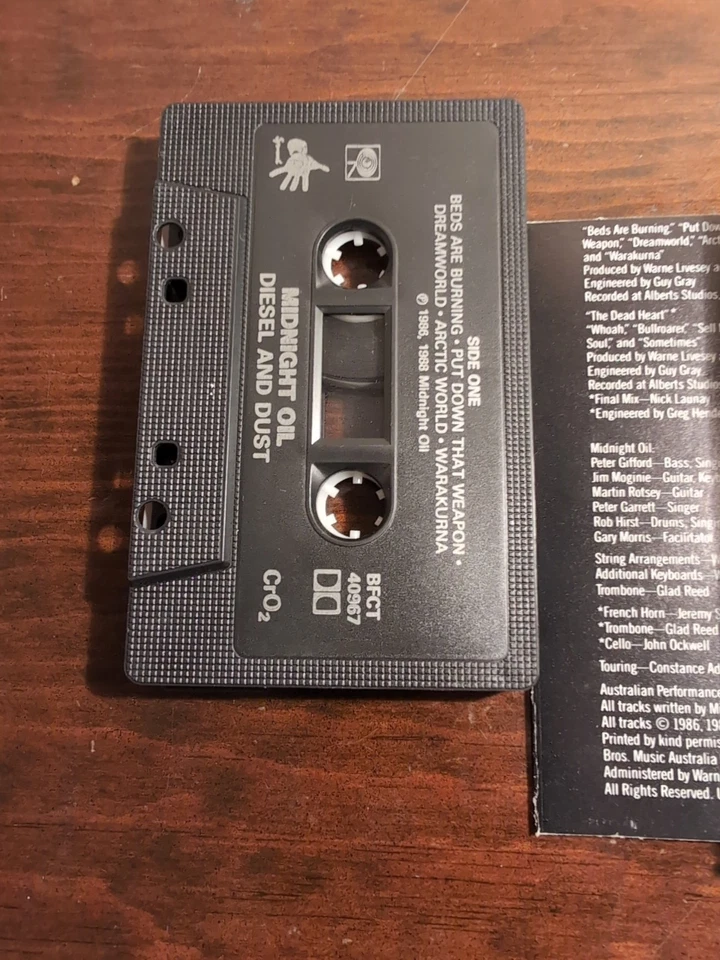 SIDE ONE
BEDS ARE BURNING • PUT DOWN THAT WEAPON •
DREAMWORLD • ARCTIC WORLD • WARAKURNA
℗ 1986, 1988 Midnight Oil
BFCT
40967
MIDNIGHT OIL
DIESEL AND DUST
CrO2
"Beds Are Burning," "Put Dow
Weapon," "Dreamworld," "Arct
and "Warakurna"
Produced by Warne Livesey a
Engineered by Guy Gray
Recorded at Alberts Studios
"The Dead Heart"*
"Whoah," "Bullroarer," "Sell
Soul," and "Sometimes"
Produced by Warne Livesey
Engineered by Guy Gray
Recorded at Alberts Studio
*Final Mix—Nick Launay
*Engineered by Greg Hend
Midnight Oil:
Peter Gifford—Bass, Sing
Jim Moginie—Guitar, Key
Martin Rotsey—Guitar
Peter Garrett—Singer
Rob Hirst—Drums, Sing
Gary Morris—Facilitator
String Arrangements—
Additional Keyboards—
Trombone—Glad Reed
*French Horn—Jeremy S
*Trombone—Glad Reed
*Cello—John Ockwell
Touring—Constance Ad
Australian Performance
All tracks written by M
All tracks © 1986, 198
Printed by kind permis
Bros. Music Australia
Administered by Warn
All Rights Reserved. U